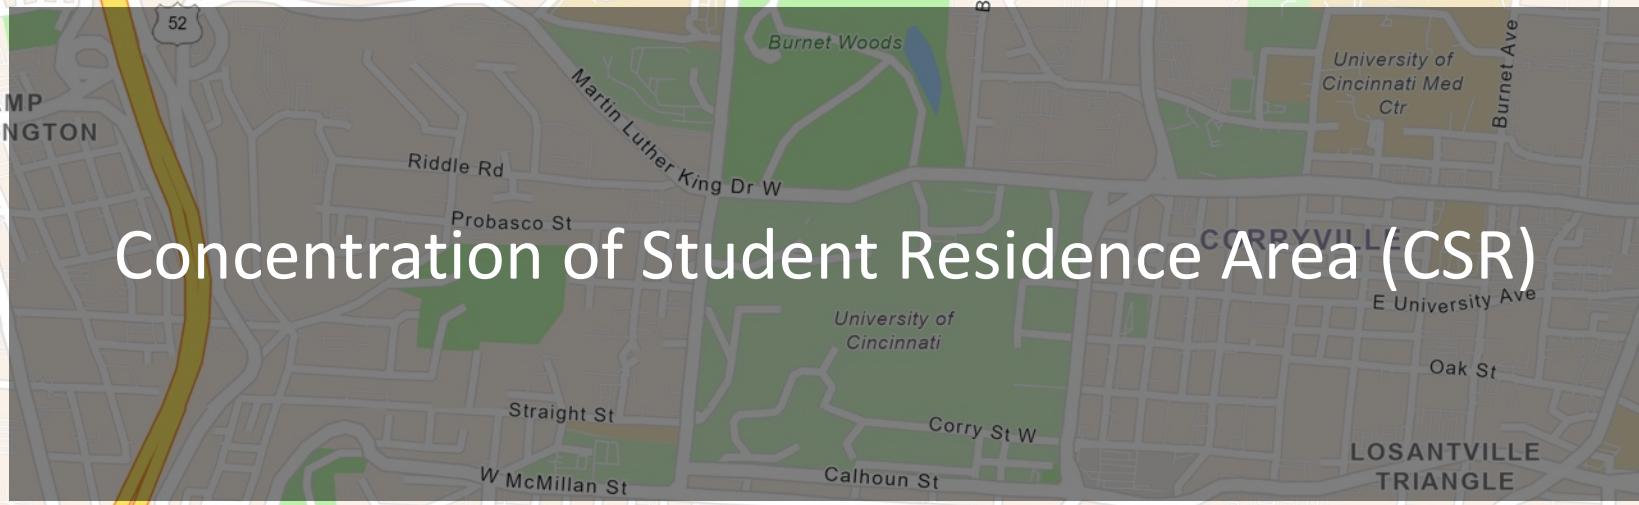 52
B
Burnet Woods
University of
Cincinnati Med
Ctr
Burnet Ave
MP
NGTON
Martin Luther King Dr W
Riddle Rd
Probasco St
Concentration of Student Residence Area (CSR)
CORRYVILLE
E University Ave
University of
Cincinnati
Oak St
Straight St
Corry St W
LOSANTVILLE
TRIANGLE
W McMillan St
Calhoun St